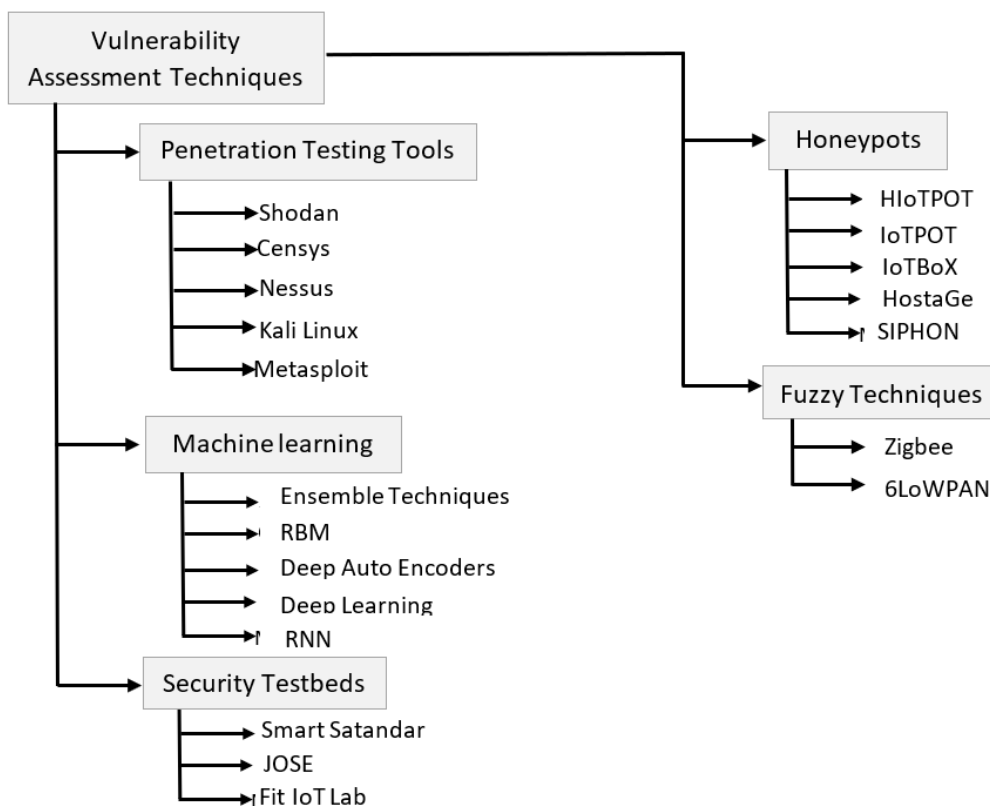 Vulnerability
Assessment Techniques
Penetration Testing Tools
Shodan
Censys
Nessus
Kali Linux
Metasploit
Machine learning
Ensemble Techniques
RBM
Deep Auto Encoders
Deep Learning
RNN
Security Testbeds
Smart Satandar
JOSE
Fit IoT Lab
Honeypots
HIoTPOT
IoTPOT
IoTBoX
HostaGe
SIPHON
Fuzzy Techniques
Zigbee
6LoWPAN